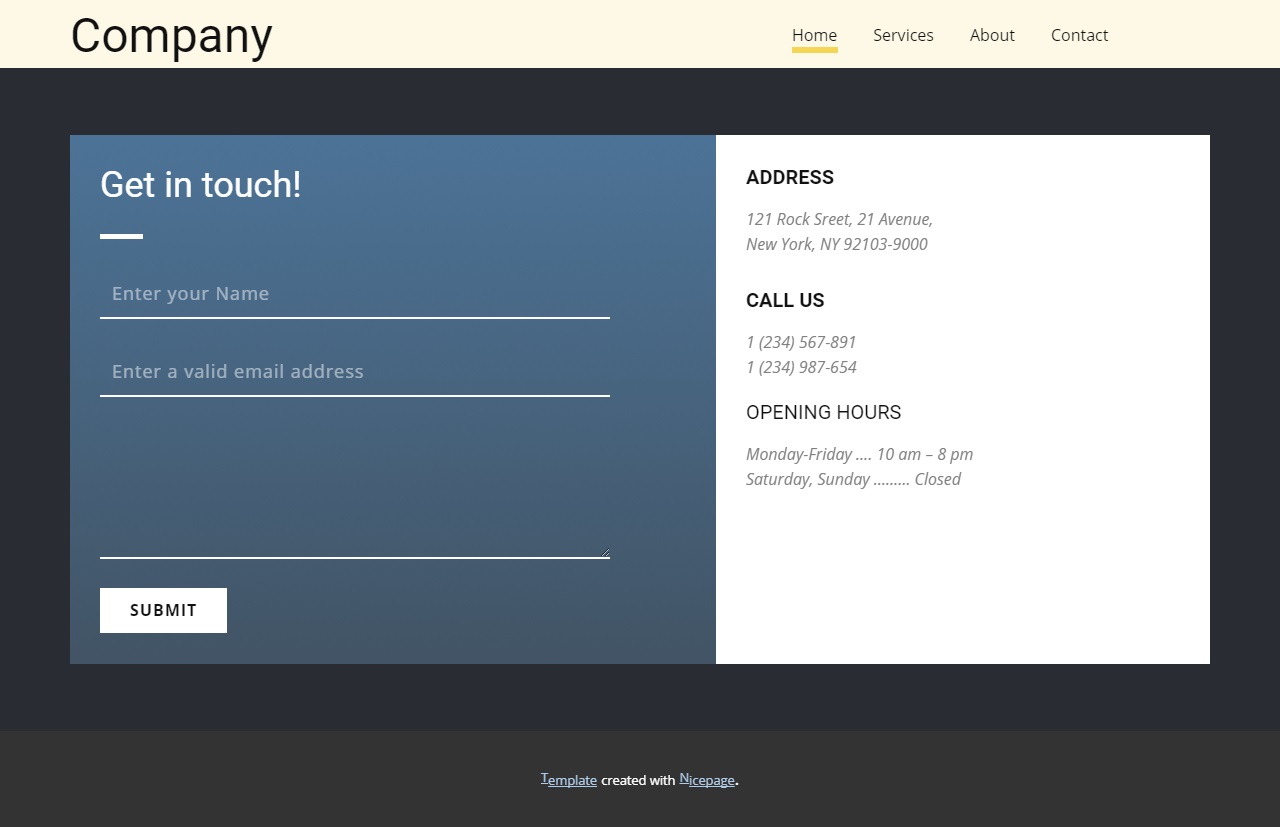 Company
Home Services About Contact
Get in touch!
Enter your Name
Enter a valid email address
SUBMIT
ADDRESS
121 Rock Sreet, 21 Avenue,
New York, NY 92103-9000
CALL US
1 (234) 567-891
1 (234) 987-654
OPENING HOURS
Monday-Friday .... 10 am – 8 pm
Saturday, Sunday ......... Closed
Template created with Nicepage.